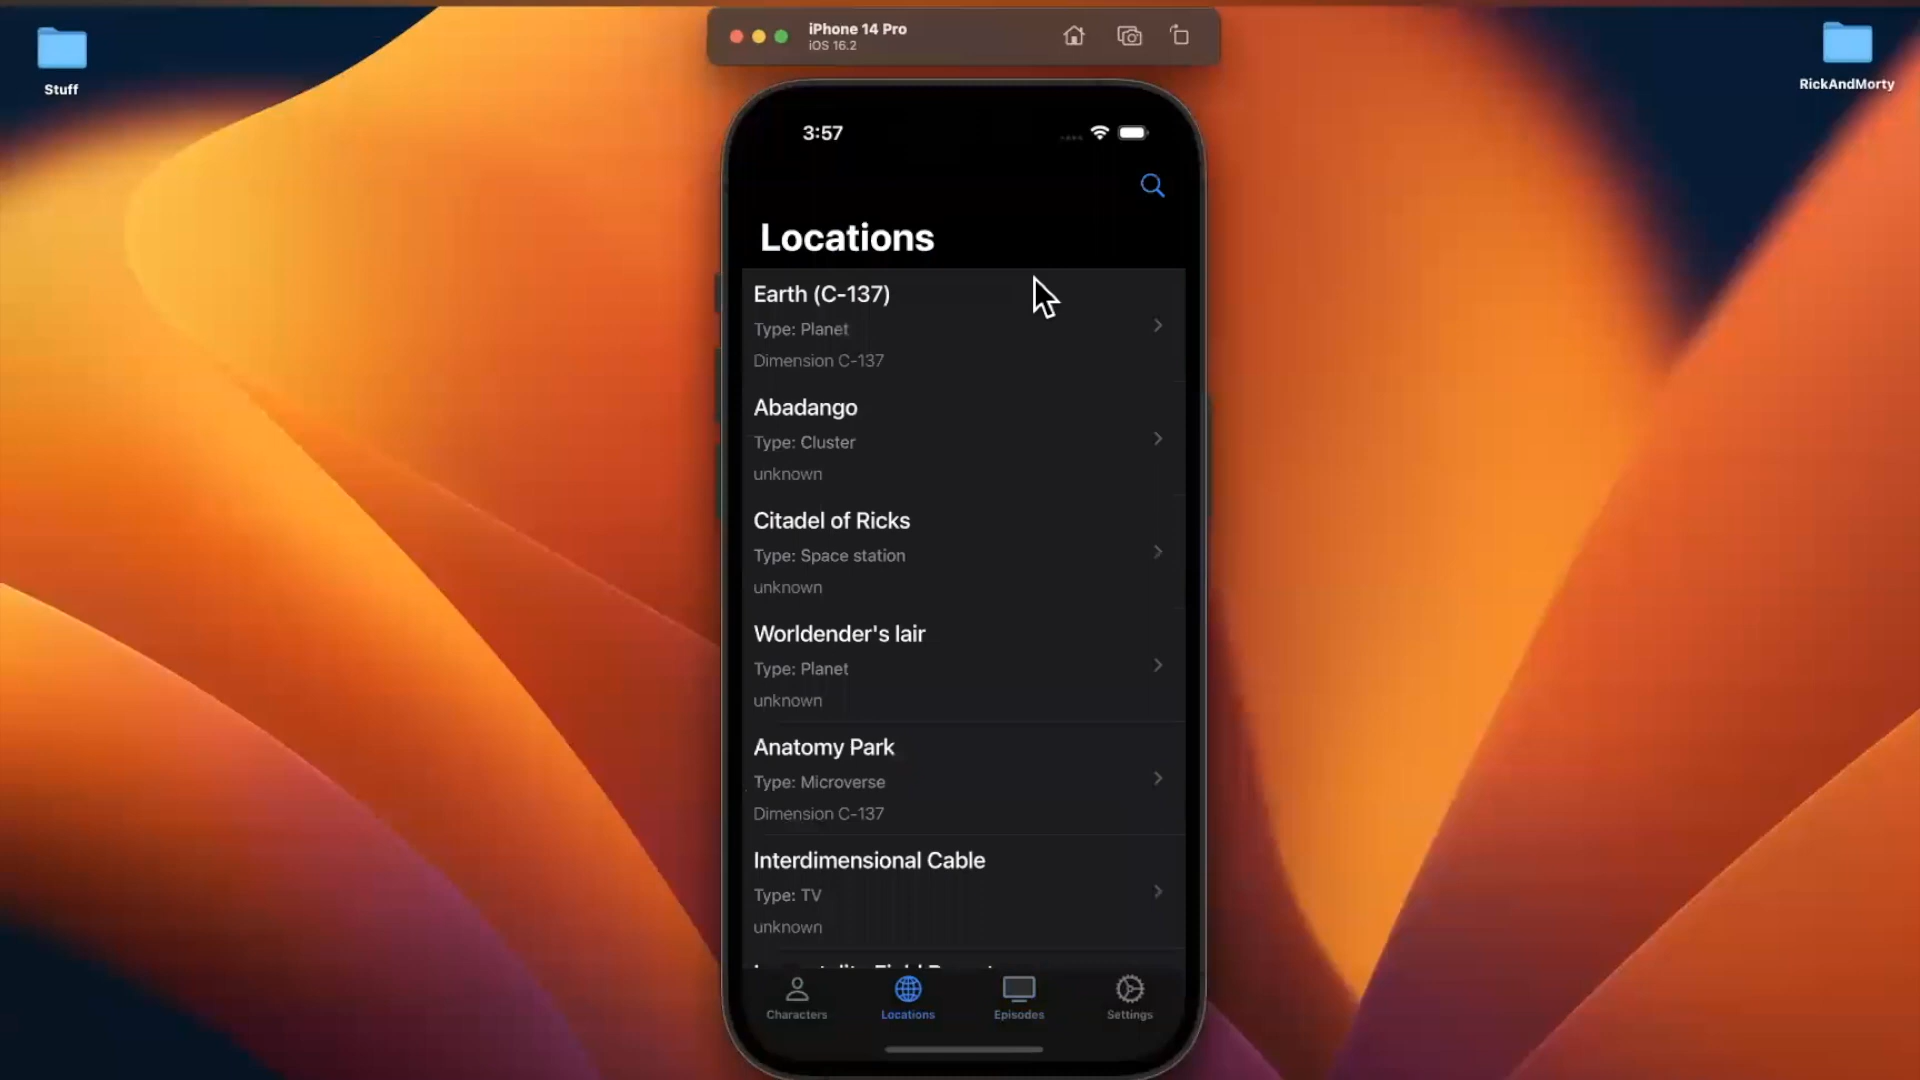 iPhone 14 Pro
iOS 16.2
Stuff
RickAndMorty
3:57
Locations
Earth (C-137)
Type: Planet
Dimension C-137
Abadango
Type: Cluster
unknown
Citadel of Ricks
Type: Space station
unknown
Worldender's lair
Type: Planet
unknown
Anatomy Park
Type: Microverse
Dimension C-137
Interdimensional Cable
Type: TV
unknown
Characters
Locations
Episodes
Settings